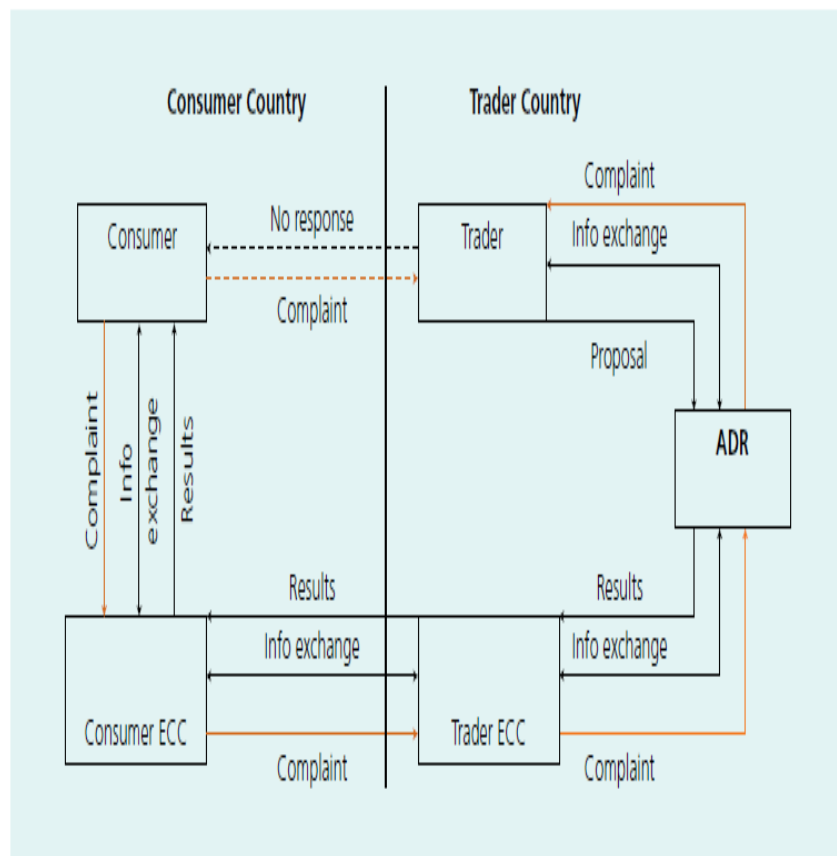 Consumer Country
Trader Country
Complaint
Consumer
No response
Trader
Info exchange
Complaint
Proposal
ADR
Complaint
Info
exchange
Results
Results
Results
Info exchange
Info exchange
Consumer ECC
Trader ECC
Complaint
Complaint